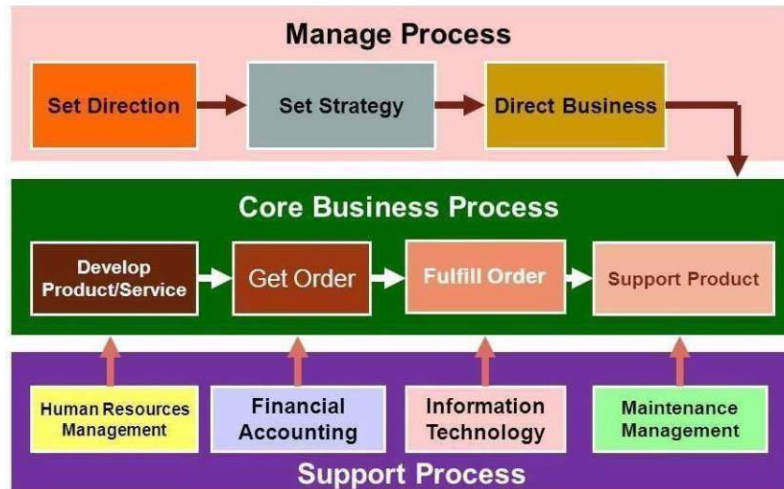 Manage Process
Set Direction
Set Strategy
Direct Business
Core Business Process
Develop
Product/Service
Get Order
Fulfill Order
Support Product
Human Resources
Management
Financial
Accounting
Information
Technology
Maintenance
Management
Support Process